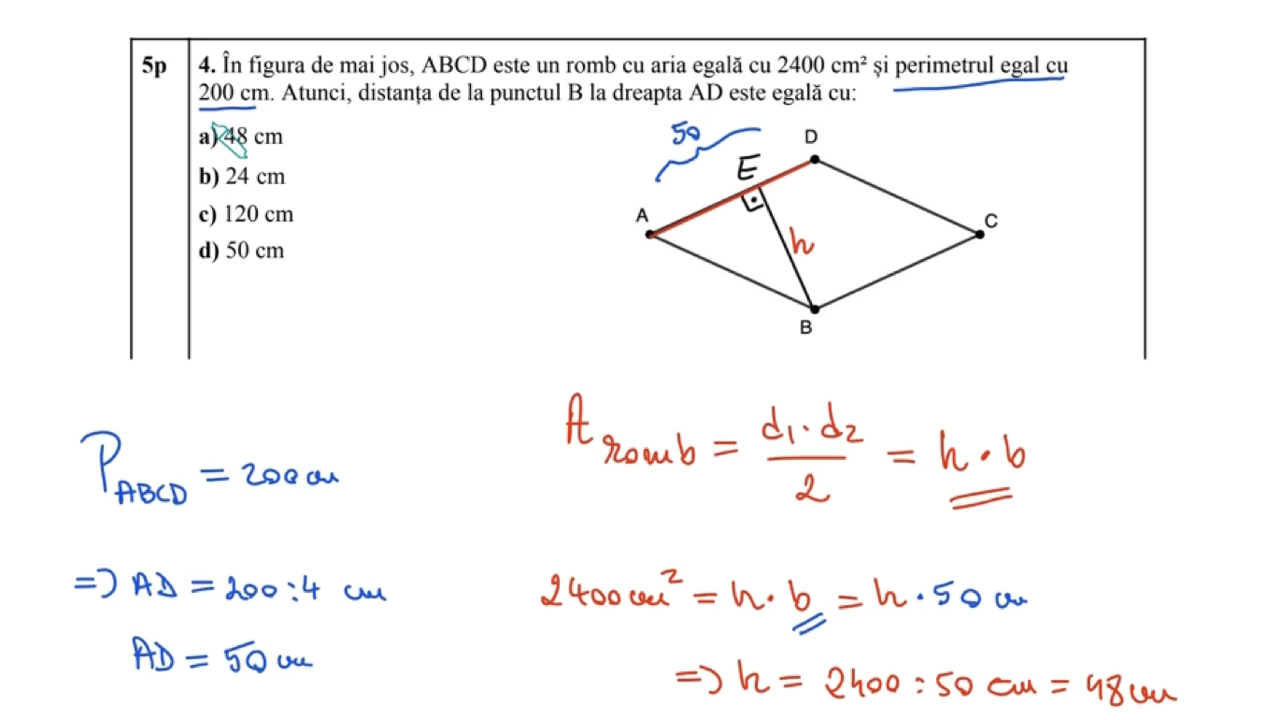 5p
4. În figura de mai jos, ABCD este un romb cu aria egală cu 2400 cm² și perimetrul egal cu
200 cm. Atunci, distanța de la punctul B la dreapta AD este egală cu:
a) 48 cm
b) 24 cm
c) 120 cm
d) 50 cm
50
D
E
A
C
h
B
P ABCD = 200 cm
A romb = d1 · d2 / 2 = h · b
=> AD = 200 : 4 cm
AD = 50 cm
2400 cm² = h · b = h · 50 cm
=> h = 2400 : 50 cm = 48 cm